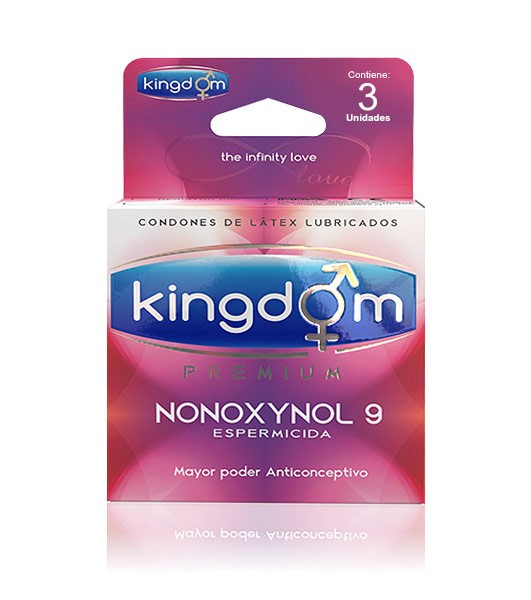 kingdom
Contiene:
3
Unidades
the infinity love
love
CONDONES DE LÁTEX LUBRICADOS
kingdom
PREMIUM
NONOXYNOL 9
ESPERMICIDA
Mayor poder Anticonceptivo